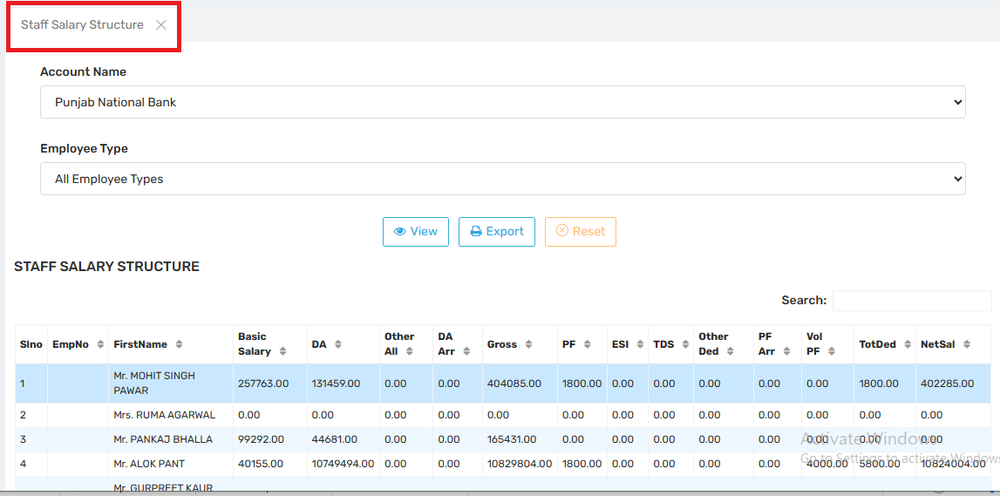 Staff Salary Structure
Account Name
Punjab National Bank
Employee Type
All Employee Types
View Export Reset
STAFF SALARY STRUCTURE
Search:
Slno EmpNo FirstName Basic Salary DA Other All DA Arr Gross PF ESI TDS Other Ded PF Arr Vol PF TotDed NetSal
1 Mr. MOHIT SINGH PAWAR 257763.00 131459.00 0.00 0.00 404085.00 1800.00 0.00 0.00 0.00 0.00 0.00 1800.00 402285.00
2 Mrs. RUMA AGARWAL 0.00 0.00 0.00 0.00 0.00 0.00 0.00 0.00 0.00 0.00 0.00 0.00 0.00
3 Mr. PANKAJ BHALLA 99292.00 44681.00 0.00 0.00 165431.00 0.00 0.00 0.00 0.00 0.00 0.00 0.00 0.00
4 Mr. ALOK PANT 40155.00 10749494.00 0.00 0.00 10829804.00 1800.00 0.00 0.00 0.00 0.00 4000.00 5800.00 10824004.00
Mr. GURPREET KAUR
Activate Windows
Go to Settings to activate Windows